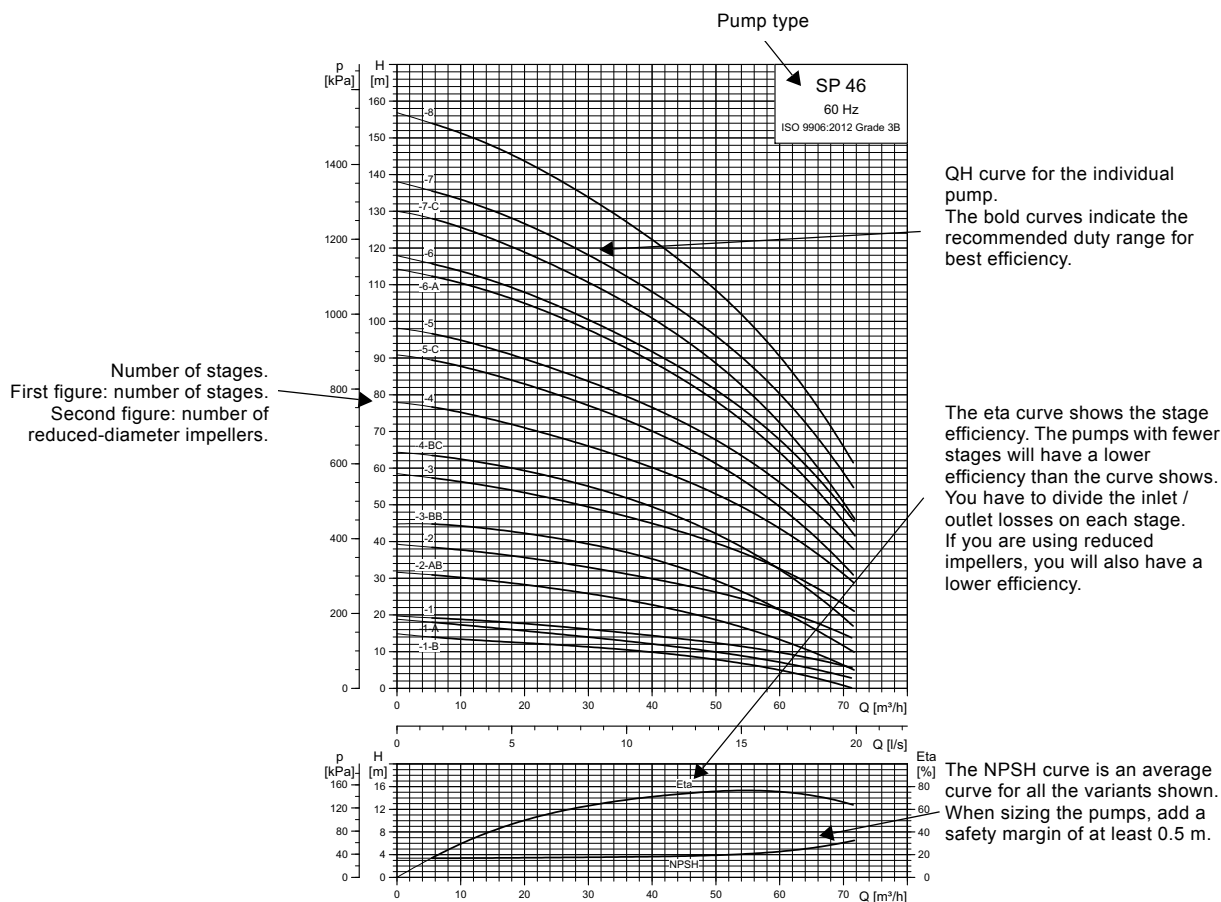 Pump type
p
[kPa]
H
[m]
SP 46
60 Hz
ISO 9906:2012 Grade 3B
160
150
140
130
120
110
100
90
80
70
60
50
40
30
20
10
0
1400
1200
1000
800
600
400
200
0
-8
-7
-7-C
-6
-6-A
-5
-5-C
-4
4-BC
-3
-3-BB
-2
-2-AB
-1
1-A
-1-B
QH curve for the individual
pump.
The bold curves indicate the
recommended duty range for
best efficiency.
Number of stages.
First figure: number of stages.
Second figure: number of
reduced-diameter impellers.
The eta curve shows the stage
efficiency. The pumps with fewer
stages will have a lower
efficiency than the curve shows.
You have to divide the inlet /
outlet losses on each stage.
If you are using reduced
impellers, you will also have a
lower efficiency.
0 10 20 30 40 50 60 70 Q [m³/h]
0 5 10 15 20 Q [l/s]
p
[kPa]
H
[m]
Eta
[%]
160
120
80
40
0
16
12
8
4
0
80
60
40
20
0
Eta
NPSH
0 10 20 30 40 50 60 70 Q [m³/h]
The NPSH curve is an average
curve for all the variants shown.
When sizing the pumps, add a
safety margin of at least 0.5 m.